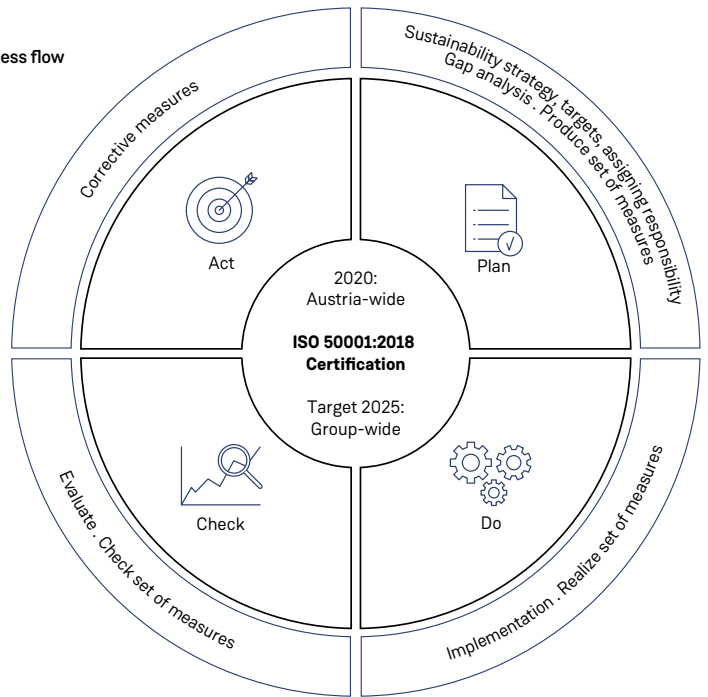 ess flow
Corrective measures
Sustainability strategy, targets, assigning responsibility
Gap analysis . Produce set of measures
Act
Plan
2020:
Austria-wide
ISO 50001:2018
Certification
Target 2025:
Group-wide
Check
Do
Evaluate . Check set of measures
Implementation . Realize set of measures